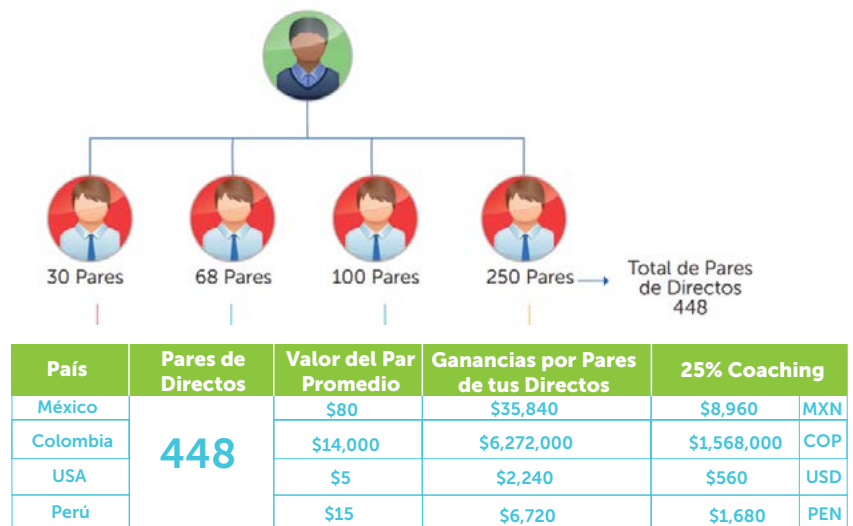 30 Pares 68 Pares 100 Pares 250 Pares
Total de Pares
de Directos
448
País Pares de Directos Valor del Par Promedio Ganancias por Pares de tus Directos 25% Coaching
México 448 $80 $35,840 $8,960 MXN
Colombia $14,000 $6,272,000 $1,568,000 COP
USA $5 $2,240 $560 USD
Perú $15 $6,720 $1,680 PEN